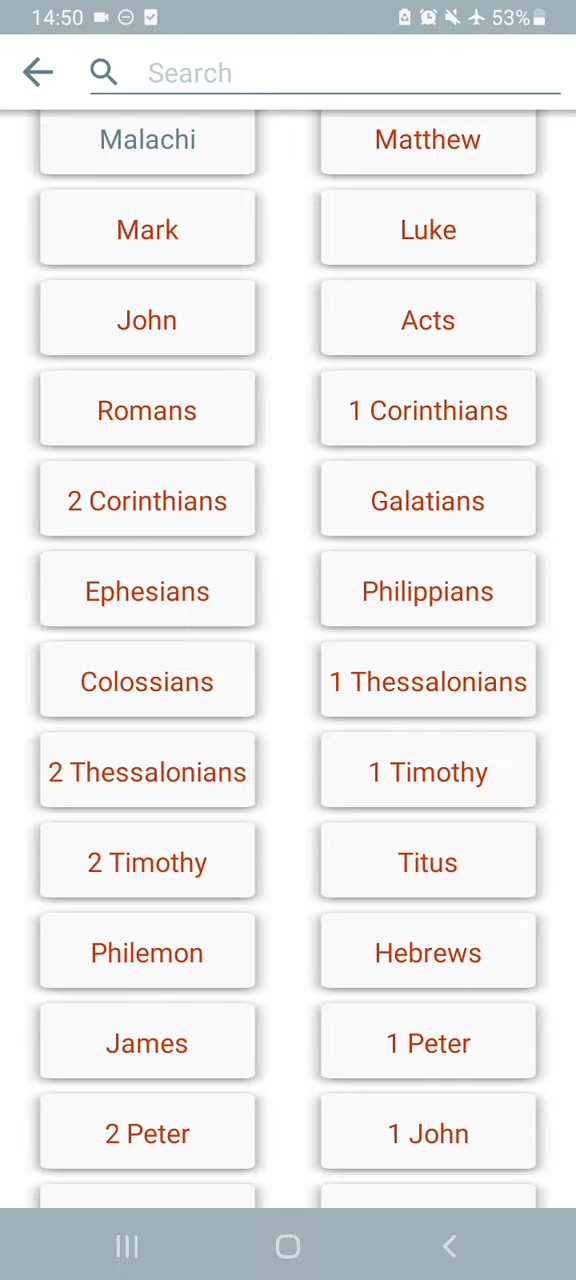 14:50 53%
Search
Malachi Matthew
Mark Luke
John Acts
Romans 1 Corinthians
2 Corinthians Galatians
Ephesians Philippians
Colossians 1 Thessalonians
2 Thessalonians 1 Timothy
2 Timothy Titus
Philemon Hebrews
James 1 Peter
2 Peter 1 John